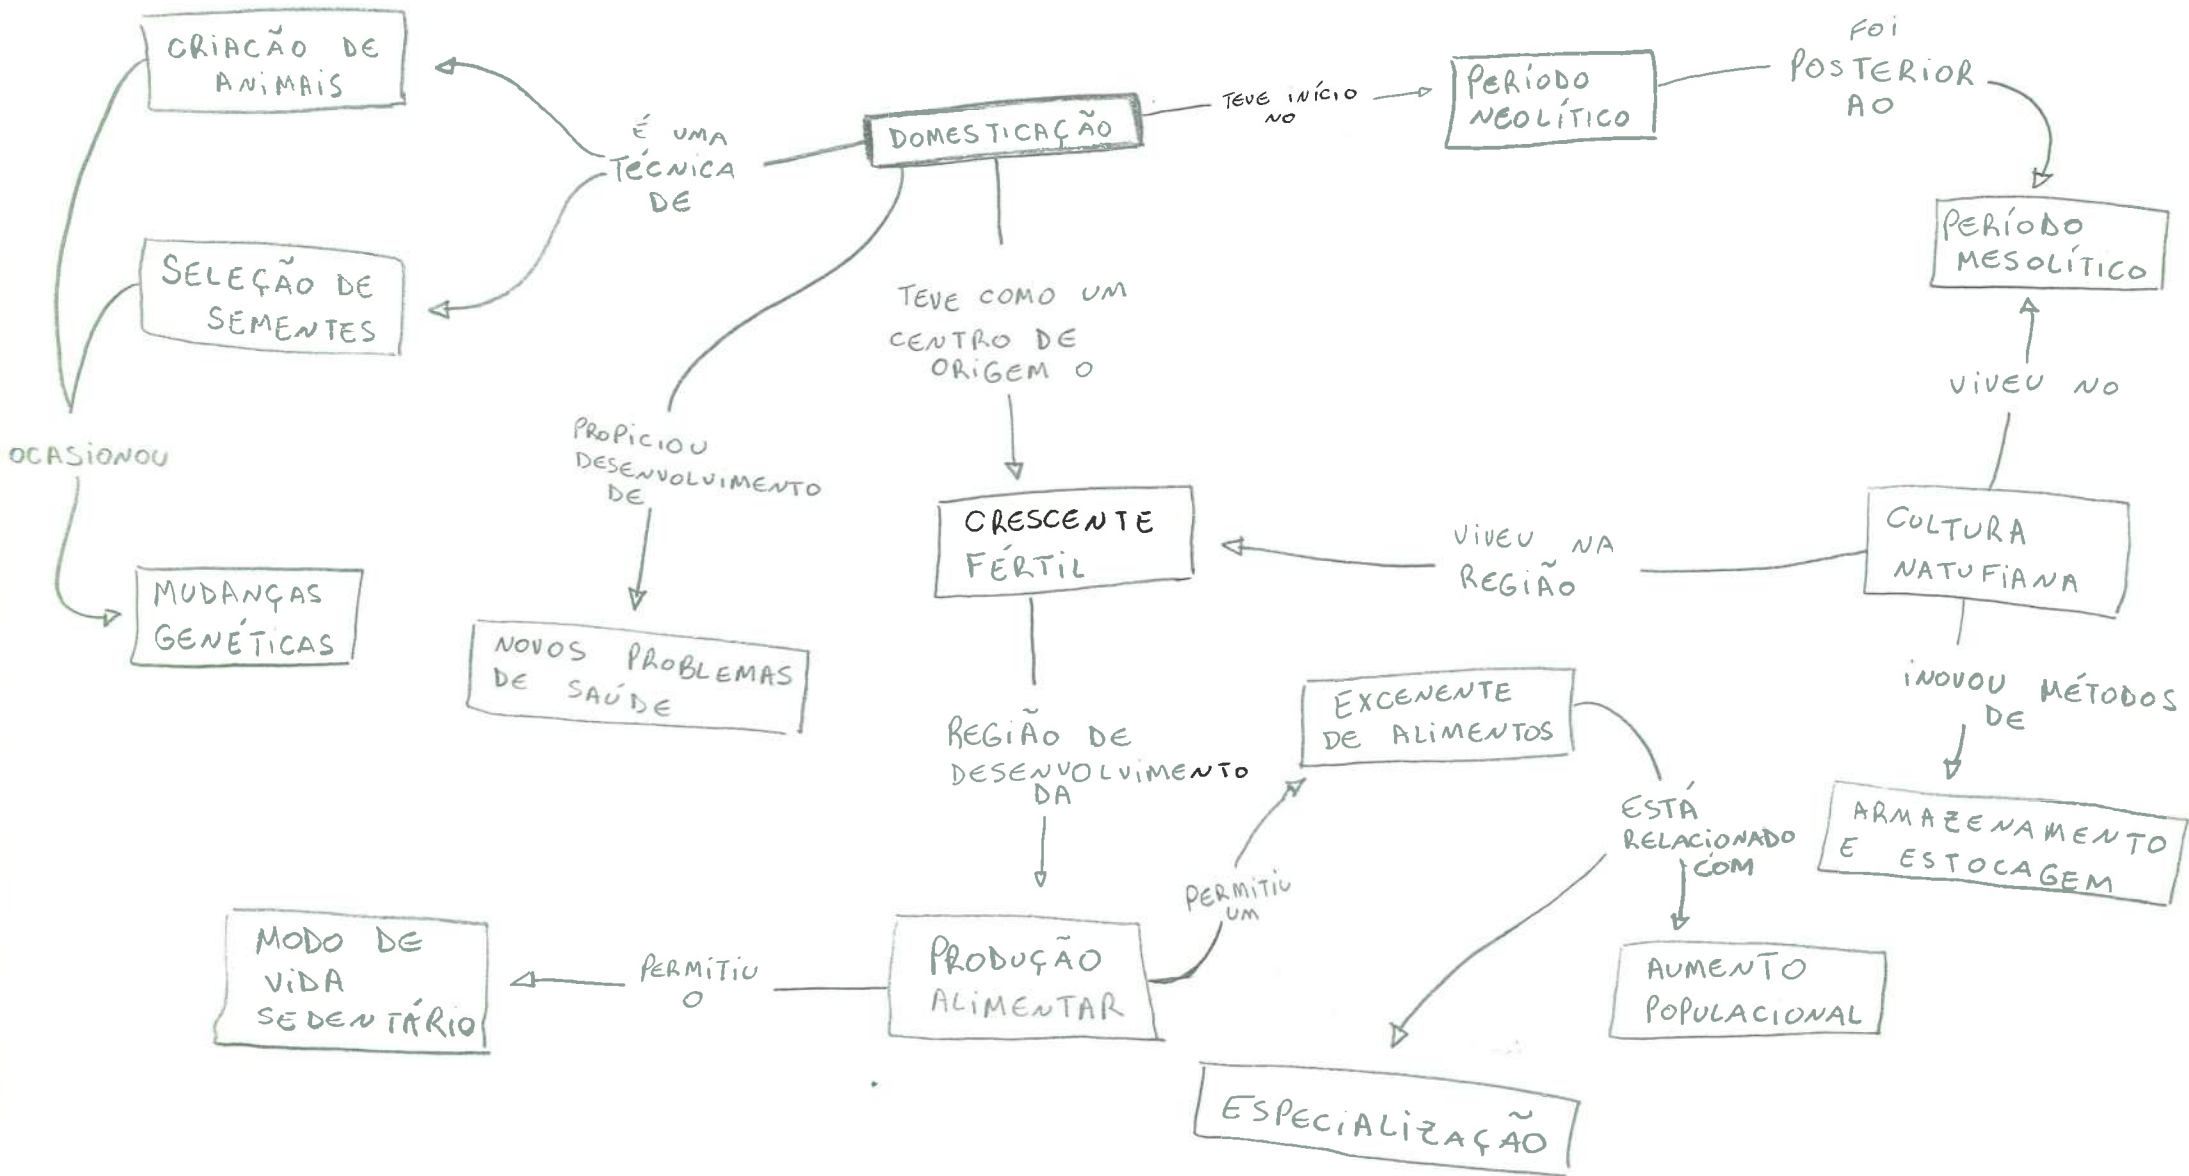 CRIACÃO DE
ANIMAIS
É UMA
TÉCNICA
DE
DOMESTICAÇÃO
TEVE INÍCIO
NO
PERÍODO
NEOLÍTICO
FOI
POSTERIOR
AO
PERÍODO
MESOLÍTICO
SELEÇÃO DE
SEMENTES
TEVE COMO UM
CENTRO DE
ORIGEM O
VIVEU NO
OCASIONOU
PROPICIOU
DESENVOLVIMENTO
DE
CRESCENTE
FÉRTIL
VIVEU NA
REGIÃO
CULTURA
NATUFIANA
MUDANÇAS
GENÉTICAS
NOVOS PROBLEMAS
DE SAÚDE
REGIÃO DE
DESENVOLVIMENTO
DA
EXCENENTE
DE ALIMENTOS
INOVOU MÉTODOS
DE
ESTÁ
RELACIONADO
COM
ARMAZENAMENTO
E ESTOCAGEM
PERMITIU
UM
MODO DE
VIDA
SEDENTÁRIO
PERMITIU
O
PRODUÇÃO
ALIMENTAR
AUMENTO
POPULACIONAL
ESPECIALIZAÇÃO